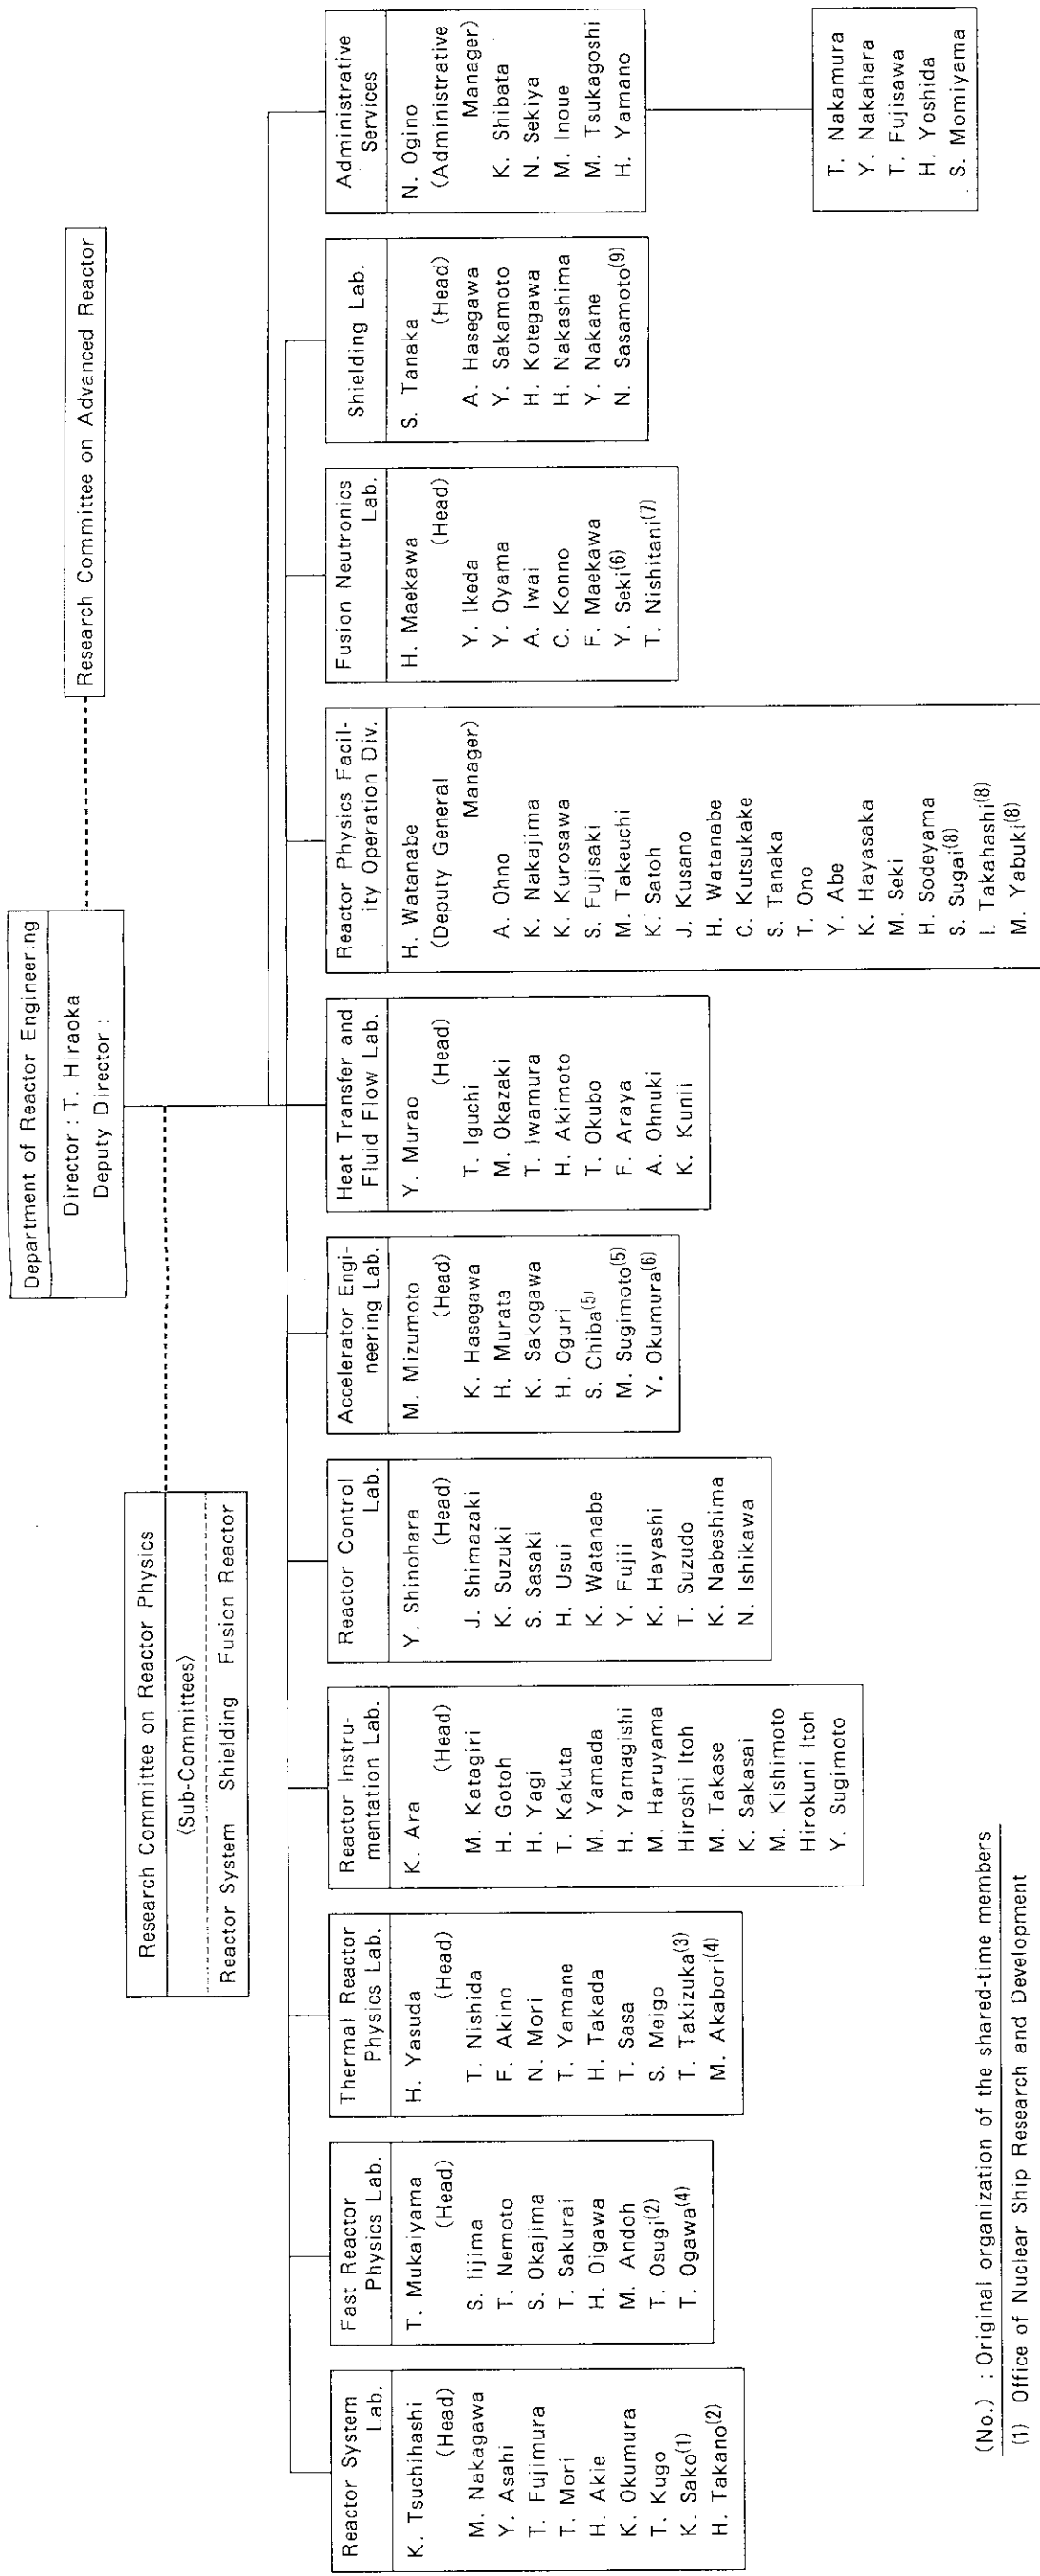 Department of Reactor Engineering
Director : T. Hiraoka
Deputy Director :
Research Committee on Advanced Reactor
Research Committee on Reactor Physics
⟨Sub-Committees⟩
Reactor System Shielding Fusion Reactor
Reactor System
Lab.
K. Tsuchihashi
(Head)
M. Nakagawa
Y. Asahi
T. Fujimura
T. Mori
H. Akie
K. Okumura
T. Kugo
K. Sako(1)
H. Takano(2)
Fast Reactor
Physics Lab.
T. Mukaiyama
(Head)
S. Iijima
T. Nemoto
S. Okajima
T. Sakurai
H. Oigawa
M. Andoh
T. Osugi(2)
T. Ogawa(4)
Thermal Reactor
Physics Lab.
H. Yasuda
(Head)
T. Nishida
F. Akino
N. Mori
T. Yamane
H. Takada
T. Sasa
S. Meigo
T. Takizuka(3)
M. Akabori(4)
Reactor Instru-
mentation Lab.
K. Ara
(Head)
M. Katagiri
H. Gotoh
H. Yagi
T. Kakuta
M. Yamada
H. Yamagishi
M. Haruyama
Hiroshi Itoh
M. Takase
K. Sakasai
M. Kishimoto
Hirokuni Itoh
Y. Sugimoto
Reactor Control
Lab.
Y. Shinohara
(Head)
J. Shimazaki
K. Suzuki
S. Sasaki
H. Usui
K. Watanabe
Y. Fujii
K. Hayashi
T. Suzudo
K. Nabeshima
N. Ishikawa
Accelerator Engi-
neering Lab.
M. Mizumoto
(Head)
K. Hasegawa
H. Murata
K. Sakogawa
H. Oguri
S. Chiba(5)
M. Sugimoto(5)
Y. Okumura(6)
Heat Transfer and
Fluid Flow Lab.
Y. Murao
(Head)
T. Iguchi
M. Okazaki
T. Iwamura
H. Akimoto
T. Okubo
F. Araya
A. Ohnuki
K. Kunii
Reactor Physics Facil-
ity Operation Div.
H. Watanabe
(Deputy General
Manager)
A. Ohno
K. Nakajima
K. Kurosawa
S. Fujisaki
M. Takeuchi
K. Satoh
J. Kusano
H. Watanabe
C. Kutsukake
S. Tanaka
T. Ono
Y. Abe
K. Hayasaka
M. Seki
H. Sodeyama
S. Sugai(8)
I. Takahashi(8)
M. Yabuki(8)
Fusion Neutronics
Lab.
H. Maekawa
(Head)
Y. Ikeda
Y. Oyama
A. Iwai
C. Konno
F. Maekawa
Y. Seki(6)
T. Nishitani(7)
Shielding Lab.
S. Tanaka
(Head)
A. Hasegawa
Y. Sakamoto
H. Kotegawa
H. Nakashima
Y. Nakane
N. Sasamoto(9)
Administrative
Services
N. Ogino
(Administrative
Manager)
K. Shibata
N. Sekiya
M. Inoue
M. Tsukagoshi
H. Yamano
T. Nakamura
Y. Nakahara
T. Fujisawa
H. Yoshida
S. Momiyama
(No.) : Original organization of the shared-time members
(1) Office of Nuclear Ship Research and Development